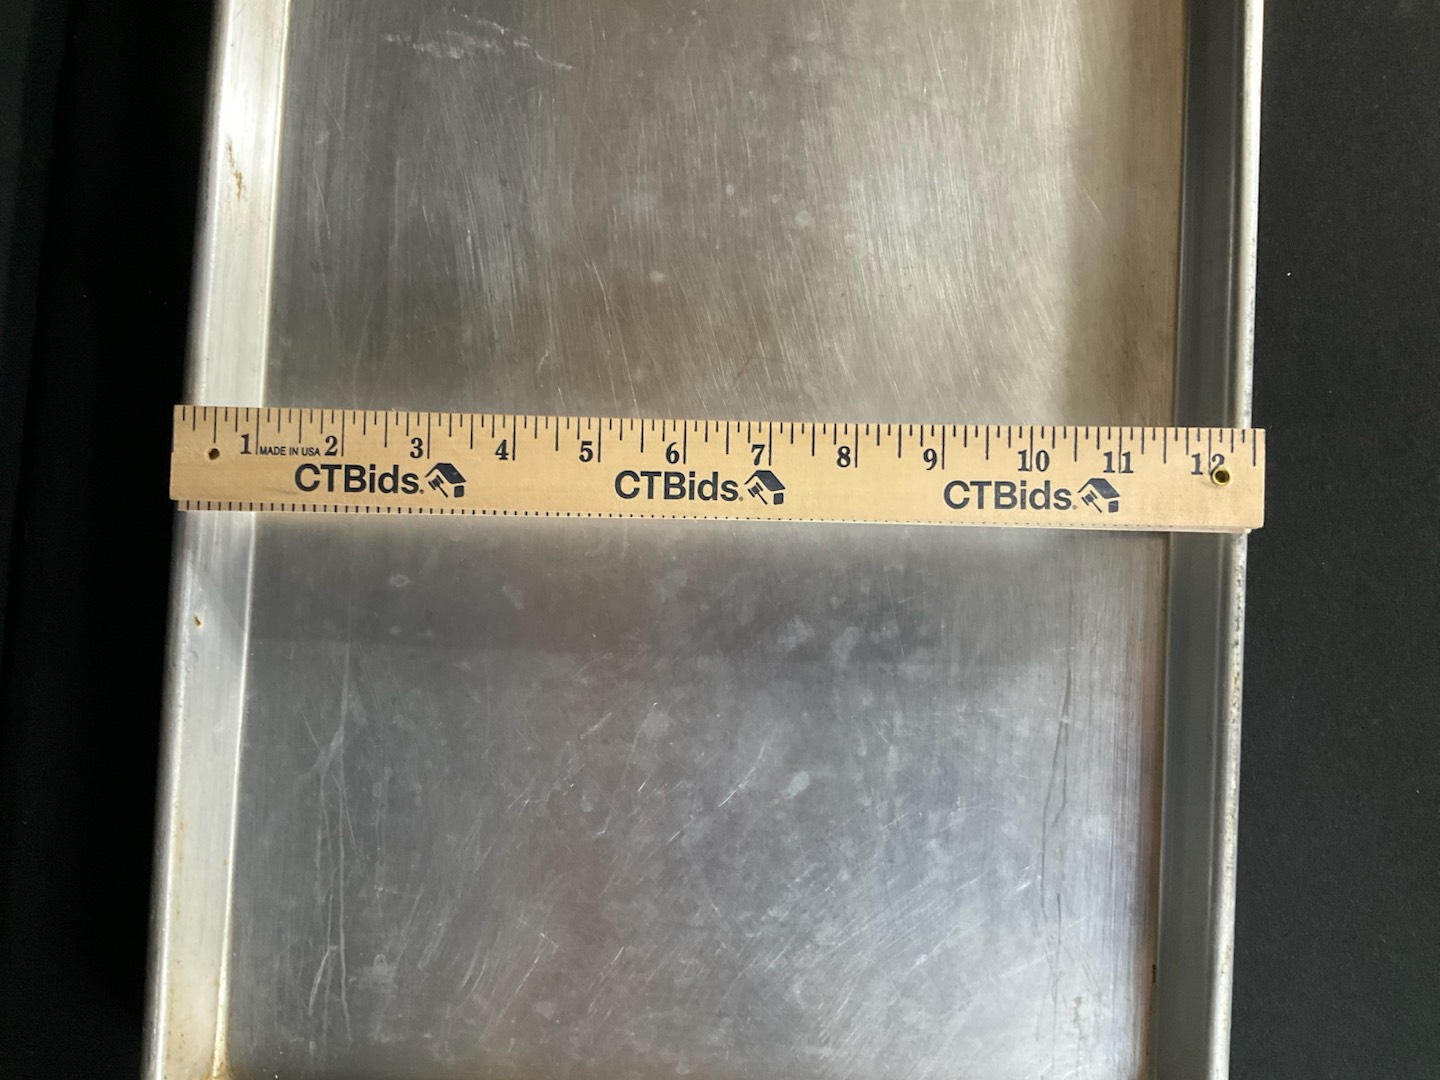 1 MADE IN USA 2 3 4 5 6 7 8 9 10 11 12
CTBids. CTBids. CTBids.